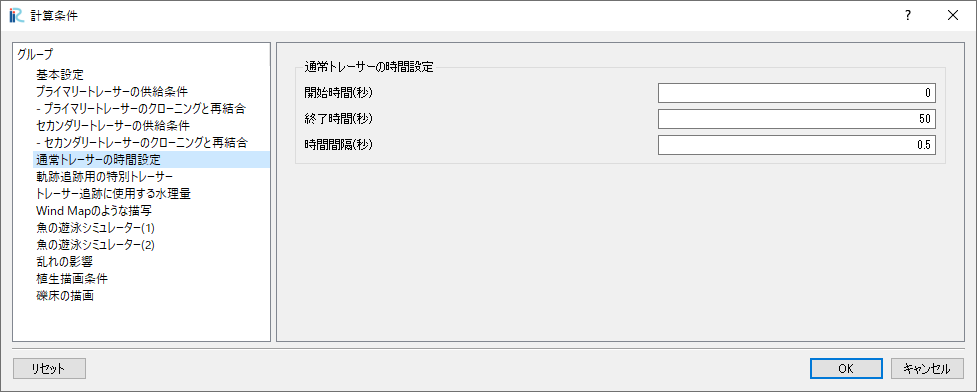 計算条件
グループ
基本設定
プライマリートレーサーの供給条件
- プライマリートレーサーのクローニングと再結合
セカンダリートレーサーの供給条件
- セカンダリートレーサーのクローニングと再結合
通常トレーサーの時間設定
軌跡追跡用の特別トレーサー
トレーサー追跡に使用する水理量
Wind Mapのような描写
魚の遊泳シミュレーター(1)
魚の遊泳シミュレーター(2)
乱れの影響
植生描画条件
礫床の描画
通常トレーサーの時間設定
開始時間(秒) 0
終了時間(秒) 50
時間間隔(秒) 0.5
リセット
OK
キャンセル